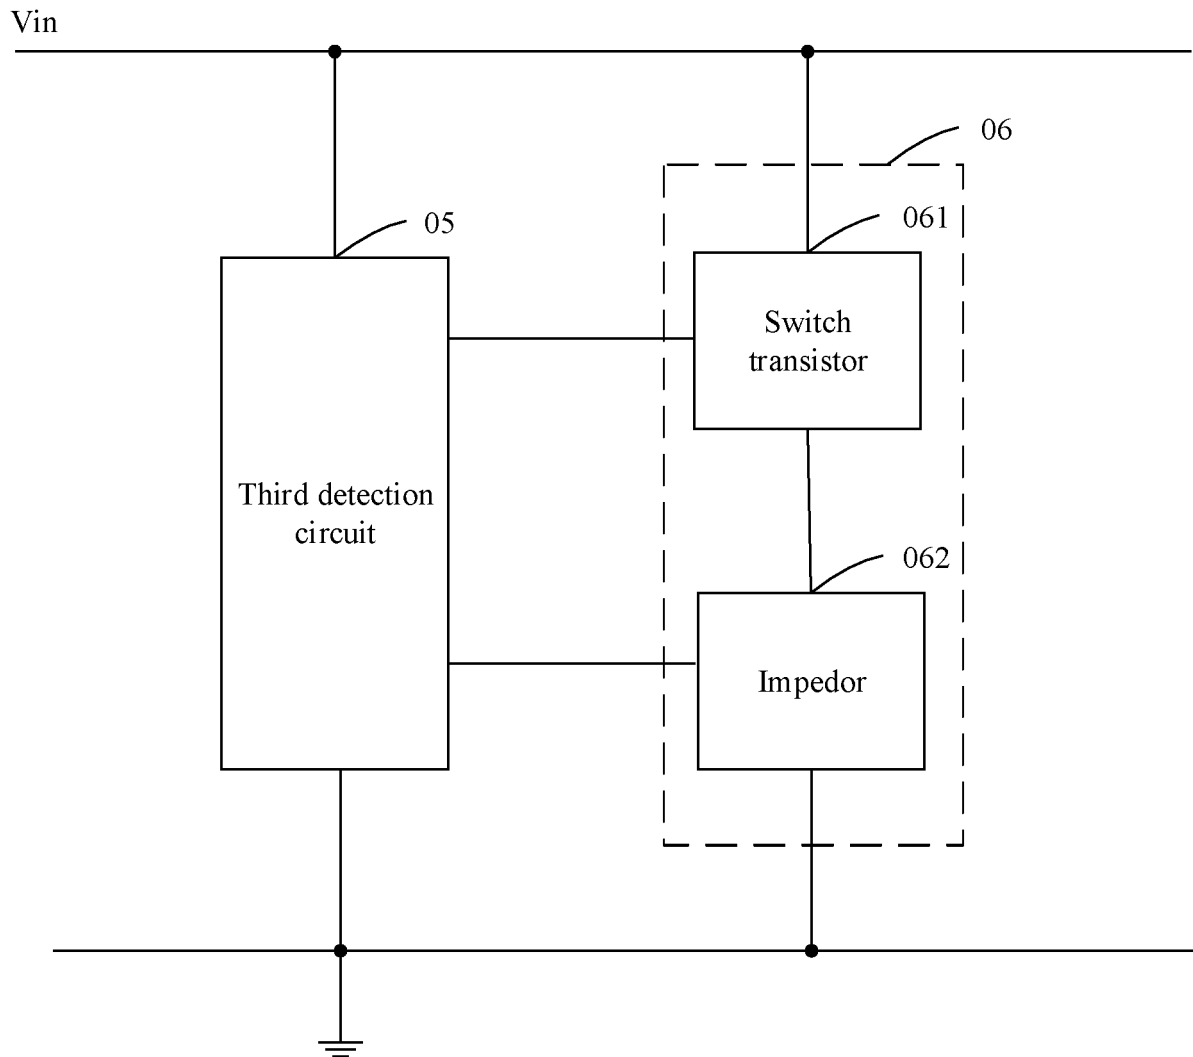 Vin
06
061
05
Switch
transistor
Third detection
circuit
062
Impedor